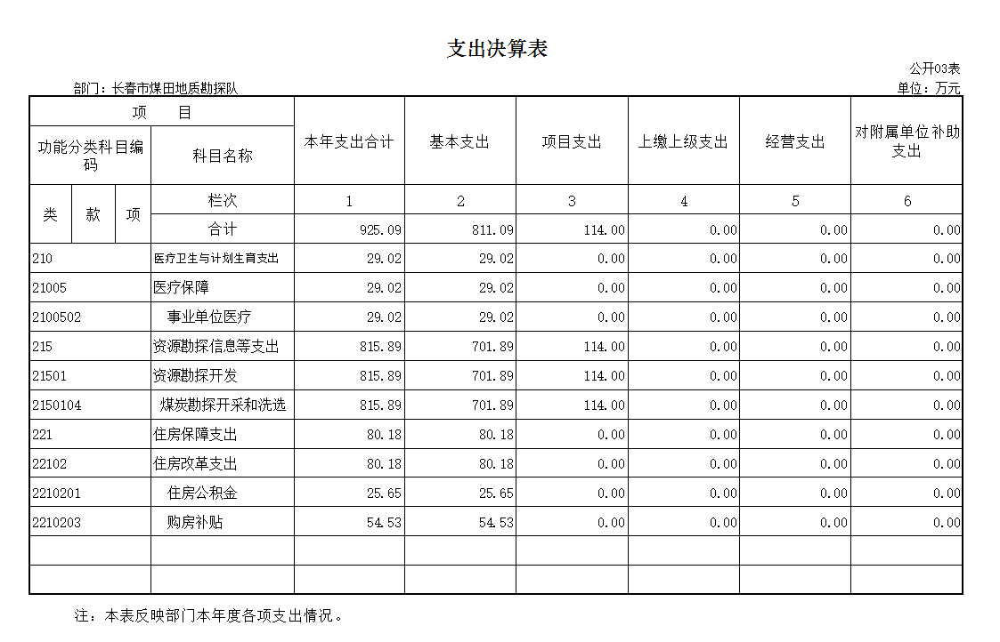 支出决算表
公开03表
部门：长春市煤田地质勘探队 单位：万元
项 目 本年支出合计 基本支出 项目支出 上缴上级支出 经营支出 对附属单位补助
支出
功能分类科目编
码 科目名称
类 款 项 栏次 1 2 3 4 5 6
合计 925.09 811.09 114.00 0.00 0.00 0.00
210 医疗卫生与计划生育支出 29.02 29.02 0.00 0.00 0.00 0.00
21005 医疗保障 29.02 29.02 0.00 0.00 0.00 0.00
2100502 事业单位医疗 29.02 29.02 0.00 0.00 0.00 0.00
215 资源勘探信息等支出 815.89 701.89 114.00 0.00 0.00 0.00
21501 资源勘探开发 815.89 701.89 114.00 0.00 0.00 0.00
2150104 煤炭勘探开采和洗选 815.89 701.89 114.00 0.00 0.00 0.00
221 住房保障支出 80.18 80.18 0.00 0.00 0.00 0.00
22102 住房改革支出 80.18 80.18 0.00 0.00 0.00 0.00
2210201 住房公积金 25.65 25.65 0.00 0.00 0.00 0.00
2210203 购房补贴 54.53 54.53 0.00 0.00 0.00 0.00
注：本表反映部门本年度各项支出情况。